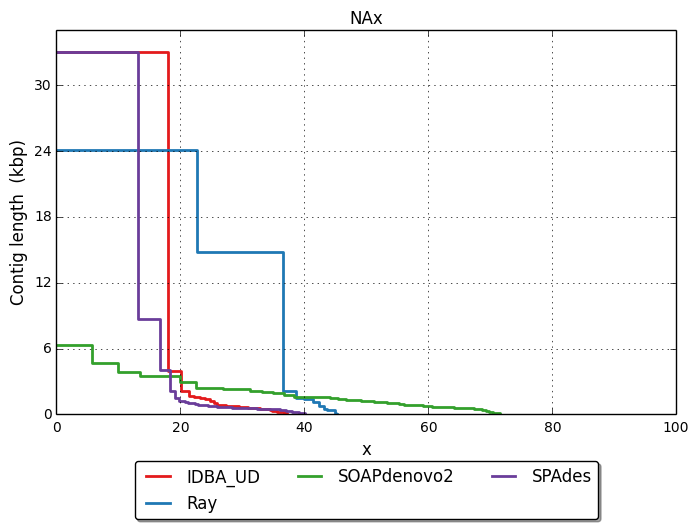 NAx
Contig length  (kbp)
30
24
18
12
6
0
0 20 40 60 80 100
x
IDBA_UD SOAPdenovo2 SPAdes
Ray